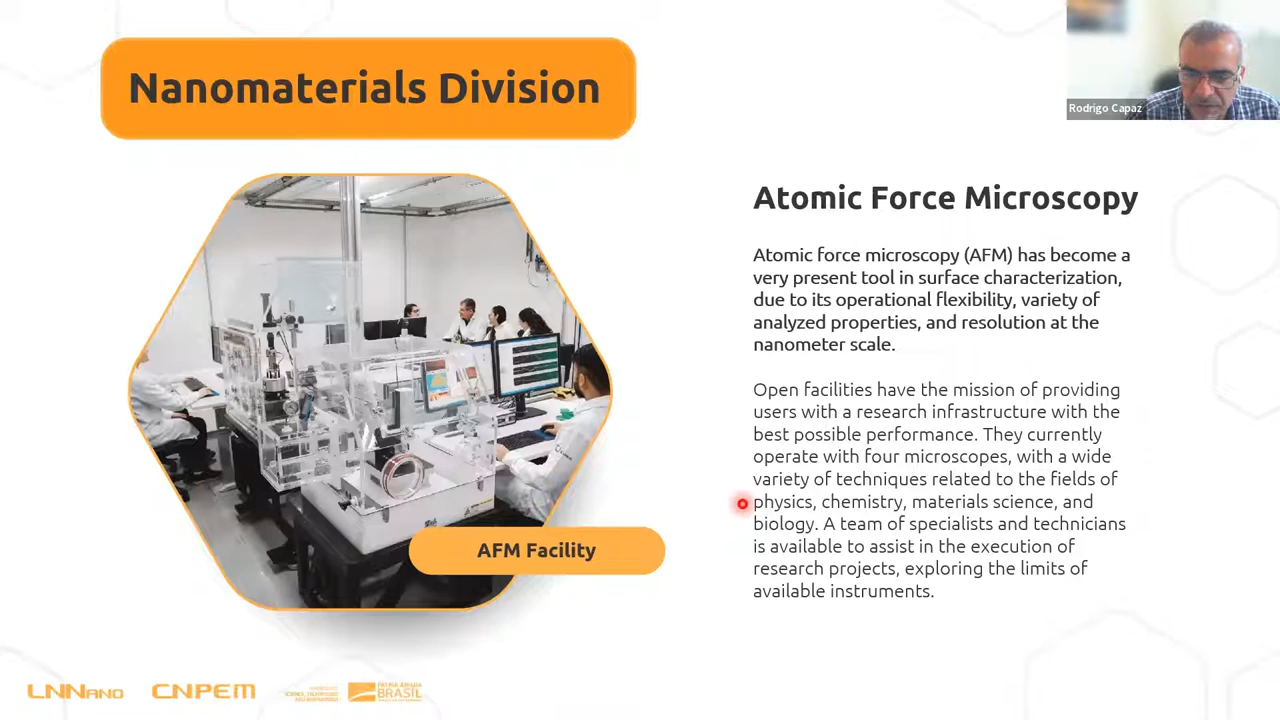 Nanomaterials Division
Rodrigo Capaz
Atomic Force Microscopy
Atomic force microscopy (AFM) has become a
very present tool in surface characterization,
due to its operational flexibility, variety of
analyzed properties, and resolution at the
nanometer scale.
Open facilities have the mission of providing
users with a research infrastructure with the
best possible performance. They currently
operate with four microscopes, with a wide
variety of techniques related to the fields of
physics, chemistry, materials science, and
biology. A team of specialists and technicians
is available to assist in the execution of
research projects, exploring the limits of
available instruments.
AFM Facility
LNNANO
CNPEM
BRASIL